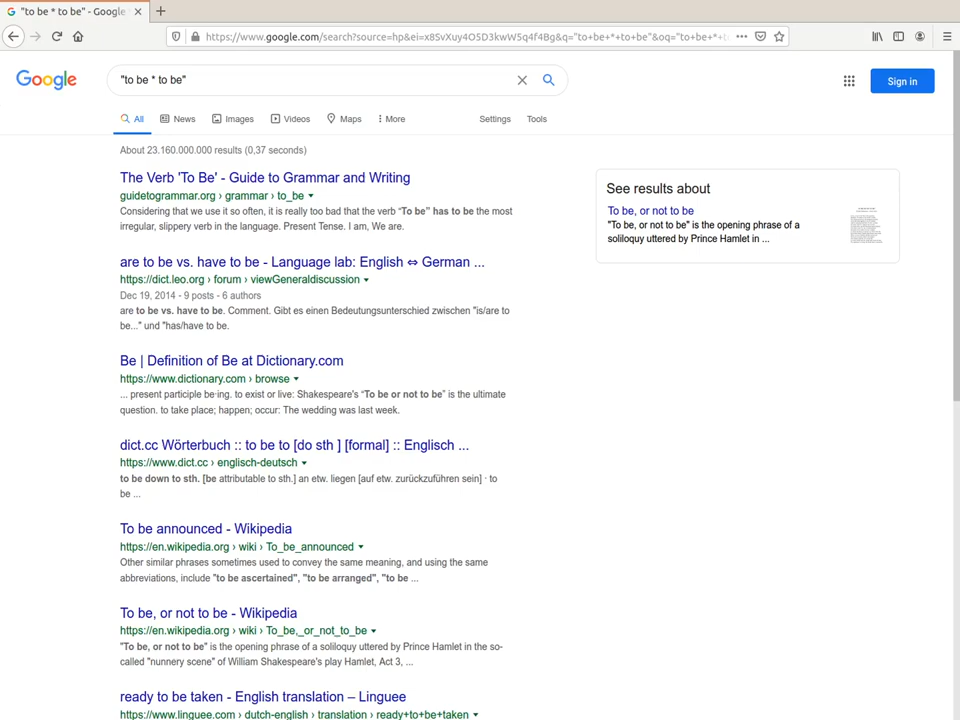 "to be * to be" - Google
https://www.google.com/search?source=hp&ei=x8SvXuy4O5D3kwW5q4f4Bg&q="to+be+*+to+be"&oq="to+be+*+t
Google
"to be * to be"
Sign in
All
News
Images
Videos
Maps
More
Settings
Tools
About 23.160.000.000 results (0,37 seconds)
The Verb 'To Be' - Guide to Grammar and Writing
guidetogrammar.org › grammar › to_be
Considering that we use it so often, it is really too bad that the verb “To be” has to be the most
irregular, slippery verb in the language. Present Tense. I am, We are.
are to be vs. have to be - Language lab: English ⇔ German ...
https://dict.leo.org › forum › viewGeneraldiscussion
Dec 19, 2014 - 9 posts - 6 authors
are to be vs. have to be. Comment. Gibt es einen Bedeutungsunterschied zwischen "is/are to
be..." und "has/have to be.
Be | Definition of Be at Dictionary.com
https://www.dictionary.com › browse
... present participle be·ing. to exist or live: Shakespeare's “To be or not to be” is the ultimate
question. to take place; happen; occur: The wedding was last week.
dict.cc Wörterbuch :: to be to [do sth ] [formal] :: Englisch ...
https://www.dict.cc › englisch-deutsch
to be down to sth. [be attributable to sth.] an etw. liegen [auf etw. zurückzuführen sein] · to
be ...
To be announced - Wikipedia
https://en.wikipedia.org › wiki › To_be_announced
Other similar phrases sometimes used to convey the same meaning, and using the same
abbreviations, include "to be ascertained", "to be arranged", "to be ...
To be, or not to be - Wikipedia
https://en.wikipedia.org › wiki › To_be,_or_not_to_be
"To be, or not to be" is the opening phrase of a soliloquy uttered by Prince Hamlet in the so-
called "nunnery scene" of William Shakespeare's play Hamlet, Act 3, ...
ready to be taken - English translation – Linguee
https://www.linguee.com › dutch-english › translation › ready+to+be+taken
See results about
To be, or not to be
"To be, or not to be" is the opening phrase of a
soliloquy uttered by Prince Hamlet in ...